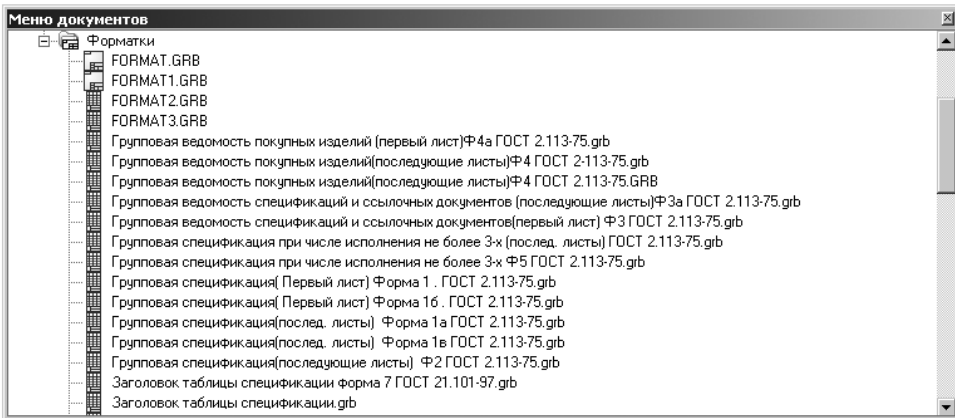 Меню документов
Форматки
FORMAT.GRB
FORMAT1.GRB
FORMAT2.GRB
FORMAT3.GRB
Групповая ведомость покупных изделий (первый лист)Ф4а ГОСТ 2.113-75.grb
Групповая ведомость покупных изделий(последующие листы)Ф4 ГОСТ 2-113-75.grb
Групповая ведомость покупных изделий(последующие листы)Ф4 ГОСТ 2.113-75.GRB
Групповая ведомость спецификаций и ссылочных документов (последующие листы)Ф3а ГОСТ 2.113-75.grb
Групповая ведомость спецификаций и ссылочных документов(первый лист) Ф3 ГОСТ 2.113-75.grb
Групповая спецификация при числе исполнения не более 3-х (послед. листы) ГОСТ 2.113-75.grb
Групповая спецификация при числе исполнения не более 3-х Ф5 ГОСТ 2.113-75.grb
Групповая спецификация( Первый лист) Форма 1 . ГОСТ 2.113-75.grb
Групповая спецификация( Первый лист) Форма 1б . ГОСТ 2.113-75.grb
Групповая спецификация(послед. листы)  Форма 1а ГОСТ 2.113-75.grb
Групповая спецификация(послед. листы)  Форма 1в ГОСТ 2.113-75.grb
Групповая спецификация(последующие листы)  Ф2 ГОСТ 2.113-75.grb
Заголовок таблицы спецификации форма 7 ГОСТ 21.101-97.grb
Заголовок таблицы спецификации.grb